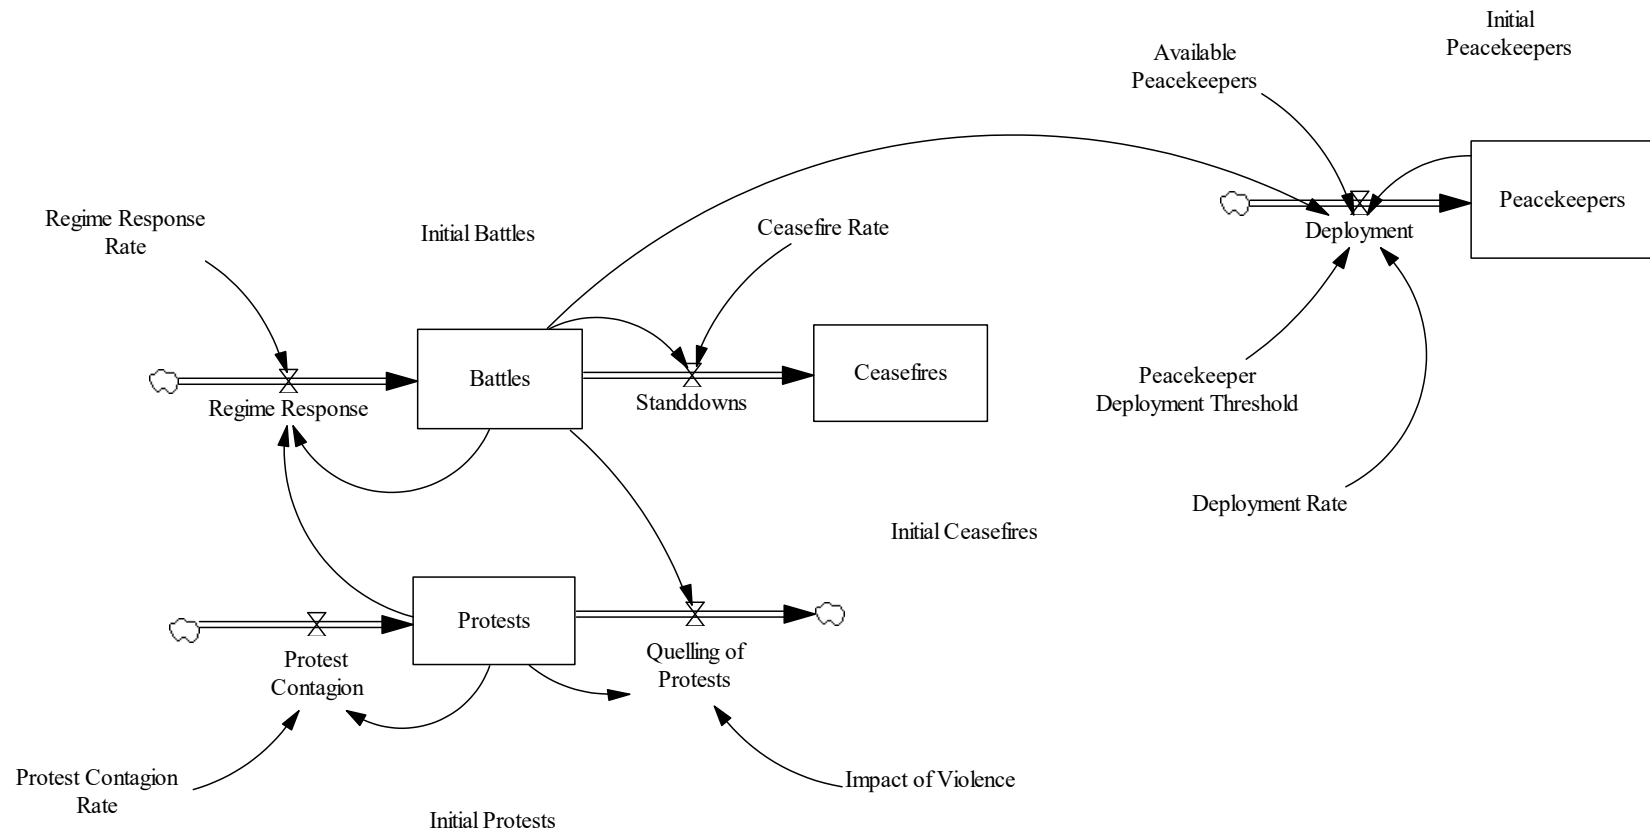 Initial
Peacekeepers
Available
Peacekeepers
Peacekeepers
Deployment
Regime Response
Rate
Initial Battles
Ceasefire Rate
Battles
Ceasefires
Regime Response
Standdowns
Peacekeeper
Deployment Threshold
Deployment Rate
Initial Ceasefires
Protests
Protest
Contagion
Quelling of
Protests
Protest Contagion
Rate
Impact of Violence
Initial Protests